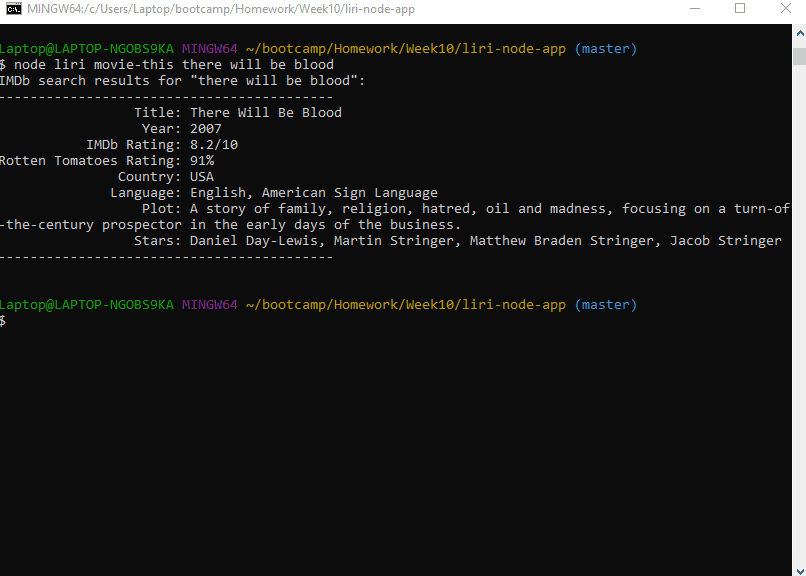 MINGW64:/c/Users/Laptop/bootcamp/Homework/Week10/liri-node-app
Laptop@LAPTOP-NGOBS9KA MINGW64 ~/bootcamp/Homework/Week10/liri-node-app (master)
$ node liri movie-this there will be blood
IMDb search results for "there will be blood":
------------------------------------------
Title: There Will Be Blood
Year: 2007
IMDb Rating: 8.2/10
Rotten Tomatoes Rating: 91%
Country: USA
Language: English, American Sign Language
Plot: A story of family, religion, hatred, oil and madness, focusing on a turn-of
-the-century prospector in the early days of the business.
Stars: Daniel Day-Lewis, Martin Stringer, Matthew Braden Stringer, Jacob Stringer
------------------------------------------
Laptop@LAPTOP-NGOBS9KA MINGW64 ~/bootcamp/Homework/Week10/liri-node-app (master)
$